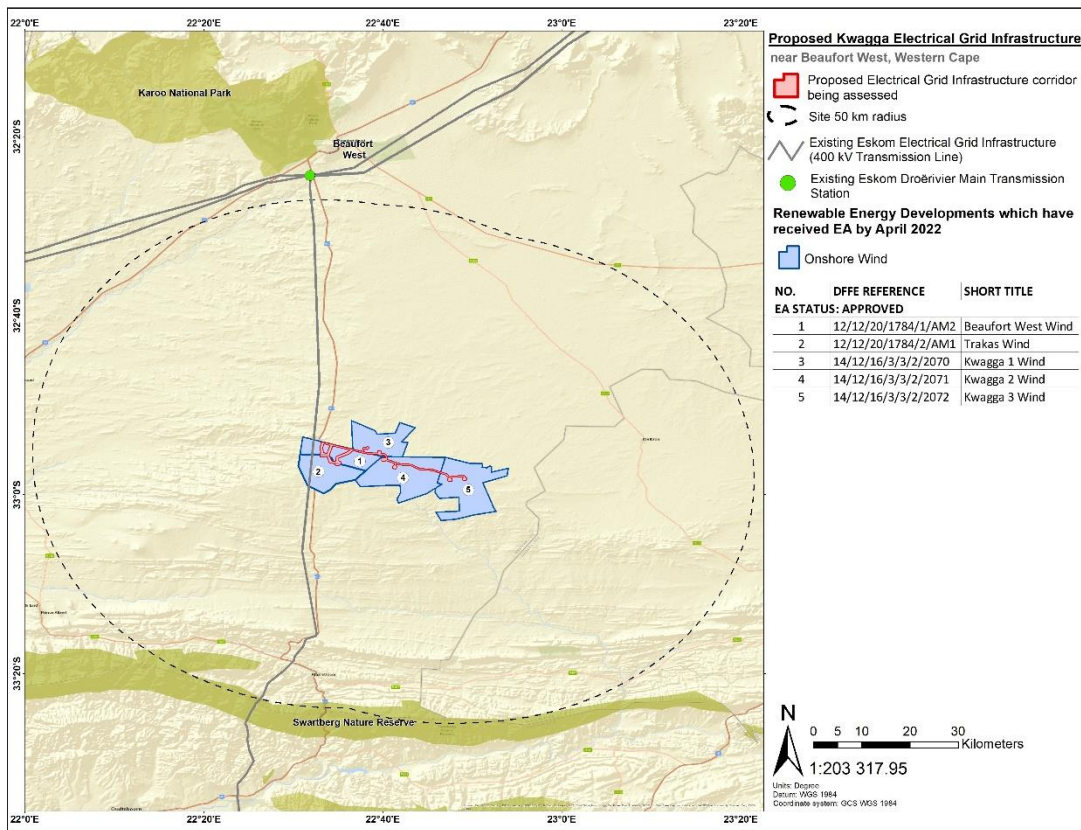 22°0'E
22°20'E
22°40'E
23°0'E
23°20'E
Karoo National Park
Beaufort
West
32°20'S
32°40'S
33°0'S
33°20'S
3
1
2
4
5
Swartberg Nature Reserve
22°0'E
22°20'E
22°40'E
23°0'E
23°20'E
Proposed Kwagga Electrical Grid Infrastructure
near Beaufort West, Western Cape
Proposed Electrical Grid Infrastructure corridor
being assessed
Site 50 km radius
Existing Eskom Electrical Grid Infrastructure
(400 kV Transmission Line)
Existing Eskom Droërivier Main Transmission
Station
Renewable Energy Developments which have
received EA by April 2022
Onshore Wind
NO. DFFE REFERENCE SHORT TITLE
EA STATUS: APPROVED
1 12/12/20/1784/1/AM2 Beaufort West Wind
2 12/12/20/1784/2/AM1 Trakas Wind
3 14/12/16/3/3/2/2070 Kwagga 1 Wind
4 14/12/16/3/3/2/2071 Kwagga 2 Wind
5 14/12/16/3/3/2/2072 Kwagga 3 Wind
N
0 5 10 20 30
Kilometers
1:203 317.95
Units: Degree
Datum: WGS 1984
Coordinate system: GCS WGS 1984